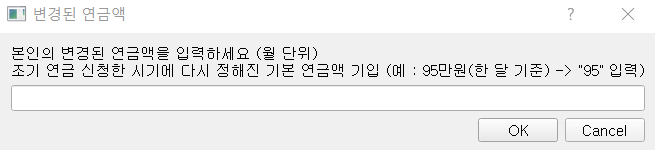 변경된 연금액
본인의 변경된 연금액을 입력하세요 (월 단위)
조기 연금 신청한 시기에 다시 정해진 기본 연금액 기입 (예 : 95만원(한 달 기준) -> "95" 입력)
OK Cancel